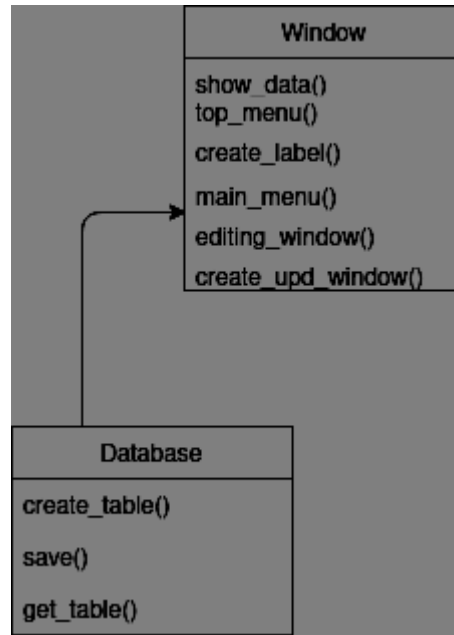 Window
show_data()
top_menu()
create_label()
main_menu()
editing_window()
create_upd_window()
Database
create_table()
save()
get_table()